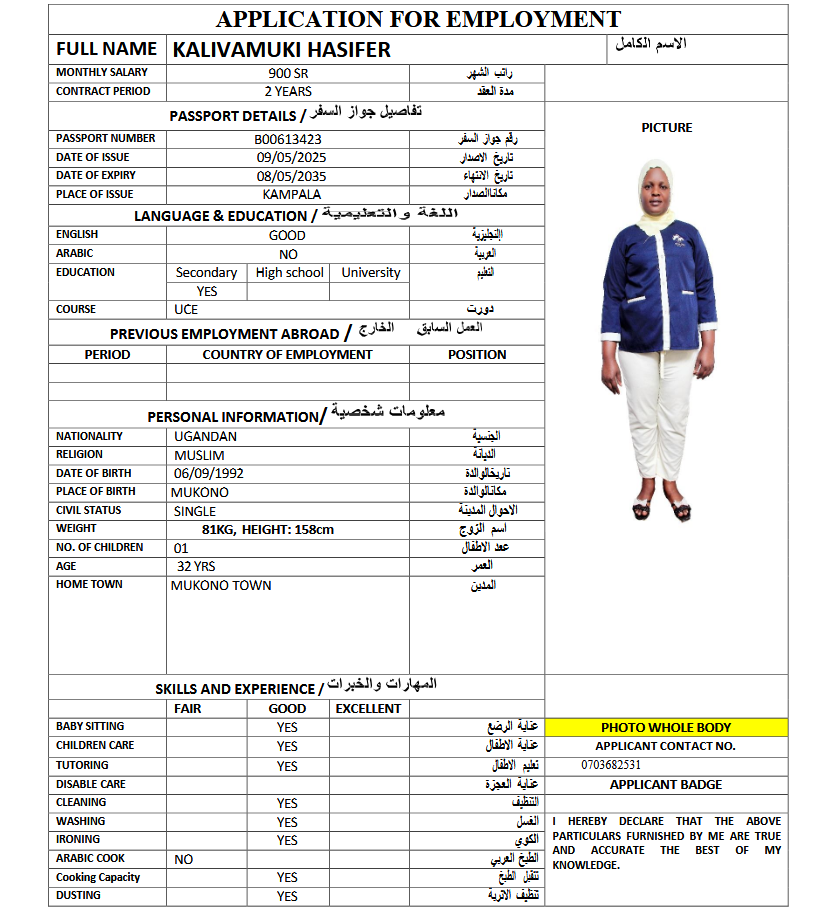 APPLICATION FOR EMPLOYMENT
FULL NAME KALIVAMUKI HASIFER الاسم الكامل
MONTHLY SALARY 900 SR راتب الشهر
CONTRACT PERIOD 2 YEARS مدة العقد
PASSPORT DETAILS / تفاصيل جواز السفر
PICTURE
PASSPORT NUMBER B00613423 رقم جواز السفر
DATE OF ISSUE 09/05/2025 تاريخ الاصدار
DATE OF EXPIRY 08/05/2035 تاريخ الانتهاء
PLACE OF ISSUE KAMPALA مكاناالصدار
LANGUAGE & EDUCATION / اللغة والتعليمية
ENGLISH GOOD اإلنجليزية
ARABIC NO العربية
EDUCATION Secondary High school University التعليم
YES
COURSE UCE دورت
PREVIOUS EMPLOYMENT ABROAD / العمل السابق الخارج
PERIOD COUNTRY OF EMPLOYMENT POSITION
PERSONAL INFORMATION/ معلومات شخصية
NATIONALITY UGANDAN الجنسية
RELIGION MUSLIM الديانة
DATE OF BIRTH 06/09/1992 تاريخالوالدة
PLACE OF BIRTH MUKONO مكانالوالدة
CIVIL STATUS SINGLE الاحوال المدينة
WEIGHT 81KG, HEIGHT: 158cm اسم الزوج
NO. OF CHILDREN 01 عدد الاطفال
AGE 32 YRS العمر
HOME TOWN MUKONO TOWN المدين
SKILLS AND EXPERIENCE / المهارات والخبرات
FAIR GOOD EXCELLENT
BABY SITTING YES عناية الرضع
PHOTO WHOLE BODY
CHILDREN CARE YES عناية الاطفال
APPLICANT CONTACT NO.
TUTORING YES تعليم الاطفال
0703682531
DISABLE CARE عناية العجزة
APPLICANT BADGE
CLEANING YES التنظيف
WASHING YES الغسل
IRONING YES الكوي
ARABIC COOK NO الطبخ العربي
Cooking Capacity YES تتقبل الطبخ
DUSTING YES تنظيف الاتربة
I HEREBY DECLARE THAT THE ABOVE
PARTICULARS FURNISHED BY ME ARE TRUE
AND ACCURATE THE BEST OF MY
KNOWLEDGE.